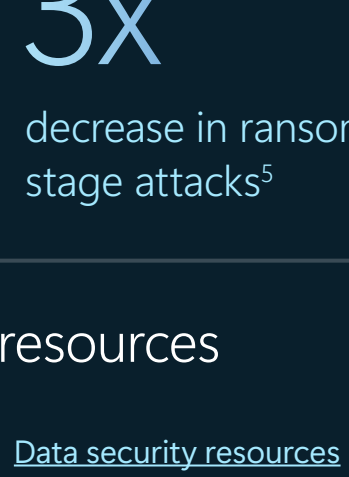 3x
decrease in
stage attacks⁵
resources
Data security resources